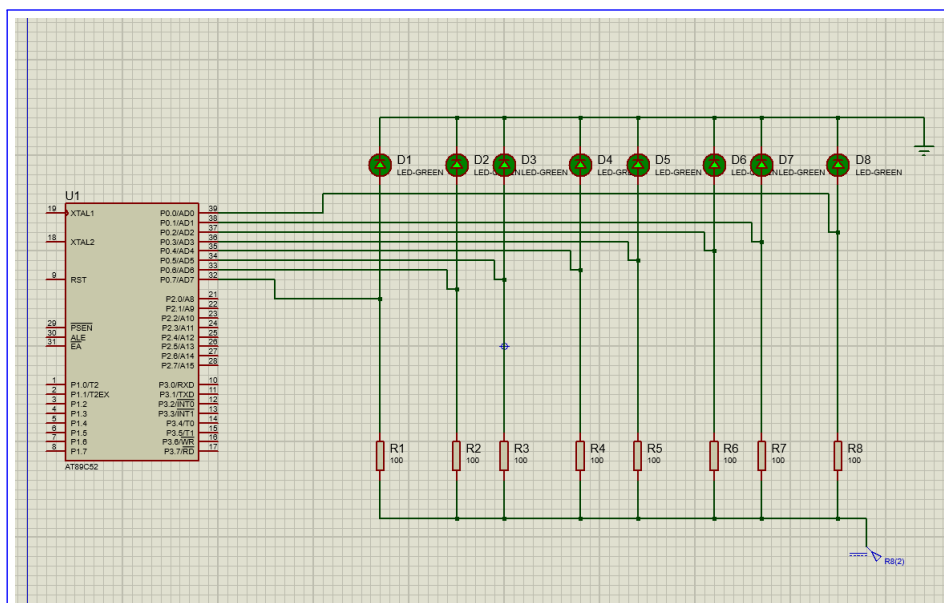 D1
LED-GREEN
D2
LED-GREEN
D3
LED-GREEN
D4
LED-GREEN
D5
LED-GREEN
D6
LED-GREEN
D7
LED-GREEN
D8
LED-GREEN
U1
19 XTAL1 P0.0/AD0 39
P0.1/AD1 38
P0.2/AD2 37
18 XTAL2 P0.3/AD3 36
P0.4/AD4 35
P0.5/AD5 34
P0.6/AD6 33
9 RST P0.7/AD7 32
P2.0/A8 21
P2.1/A9 22
P2.2/A10 23
P2.3/A11 24
29 PSEN P2.4/A12 25
30 ALE P2.5/A13 26
31 EA P2.6/A14 27
P2.7/A15 28
1 P1.0/T2 P3.0/RXD 10
2 P1.1/T2EX P3.1/TXD 11
3 P1.2 P3.2/INT0 12
4 P1.3 P3.3/INT1 13
5 P1.4 P3.4/T0 14
6 P1.5 P3.5/T1 15
7 P1.6 P3.6/WR 16
8 P1.7 P3.7/RD 17
AT89C52
R1
100
R2
100
R3
100
R4
100
R5
100
R6
100
R7
100
R8
100
R8(2)